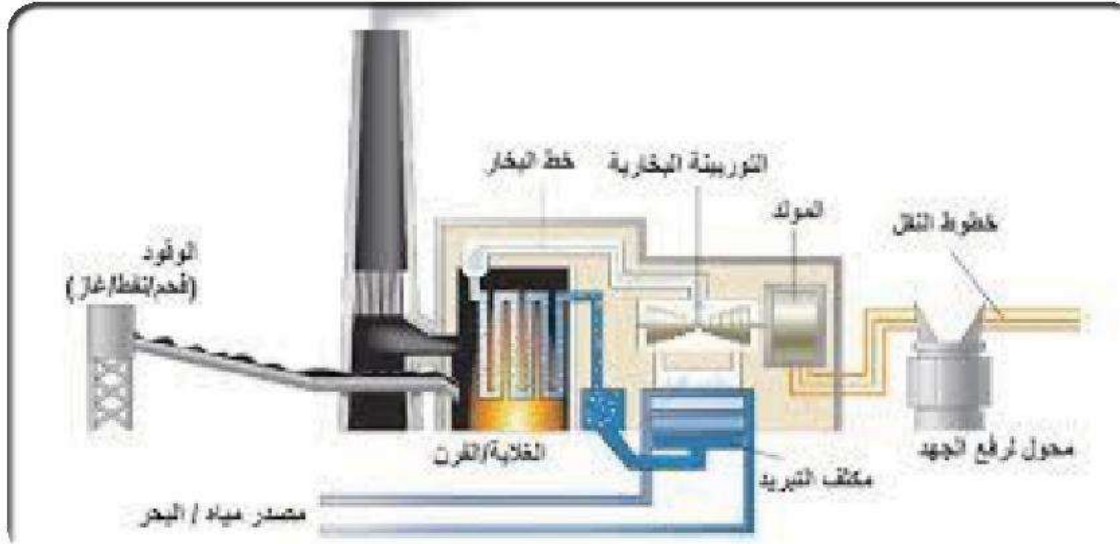 التوربينة البخارية
خط البخار
المولد
خطوط النقل
الوقود
(فحم/نفط/غاز)
الغلاية/الفرن
محول لرفع الجهد
مكثف التبريد
مصدر مياه / البحر